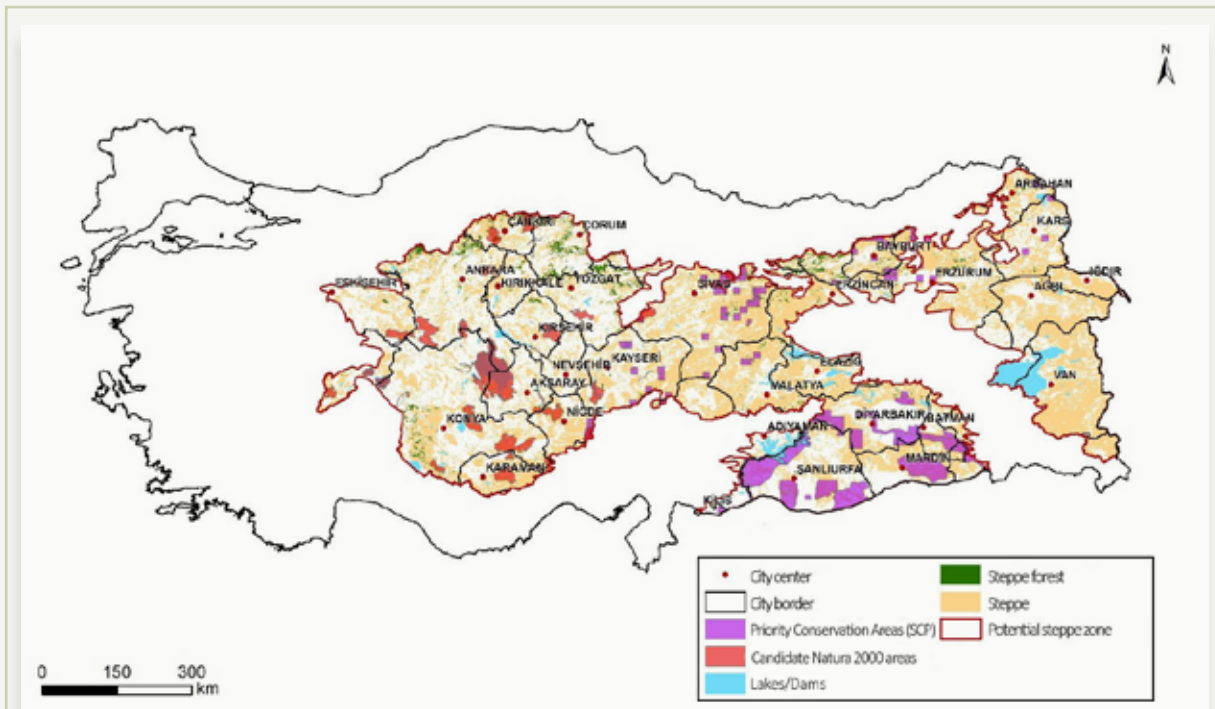 N
ARDAHAN
KARS
ÇANKIRI
ÇORUM
BAYBURT
ERZURUM
IĞDIR
ANKARA
KIRIKKALE
YOZGAT
ESKİŞEHİR
SİVAS
ERZİNCAN
AĞRI
KIRŞEHİR
NEVŞEHİR
KAYSERİ
ELAZIĞ
VAN
AKSARAY
MALATYA
KONYA
NİĞDE
ADIYAMAN
DİYARBAKIR
BATMAN
KARAMAN
ŞANLIURFA
MARDİN
KİLİS
City center
City border
Priority Conservation Areas (SCP)
Candidate Natura 2000 areas
Lakes/Dams
Steppe forest
Steppe
Potential steppe zone
0 150 300
km